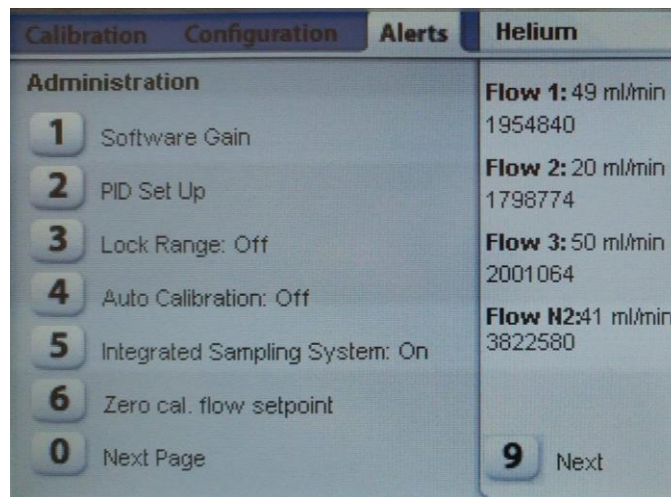 Calibration Configuration Alerts Helium
Administration
1 Software Gain
2 PID Set Up
3 Lock Range: Off
4 Auto Calibration: Off
5 Integrated Sampling System: On
6 Zero cal. flow setpoint
0 Next Page
Flow 1: 49 ml/min
1954840
Flow 2: 20 ml/min
1798774
Flow 3: 50 ml/min
2001064
Flow N2:41 ml/min
3822580
9 Next